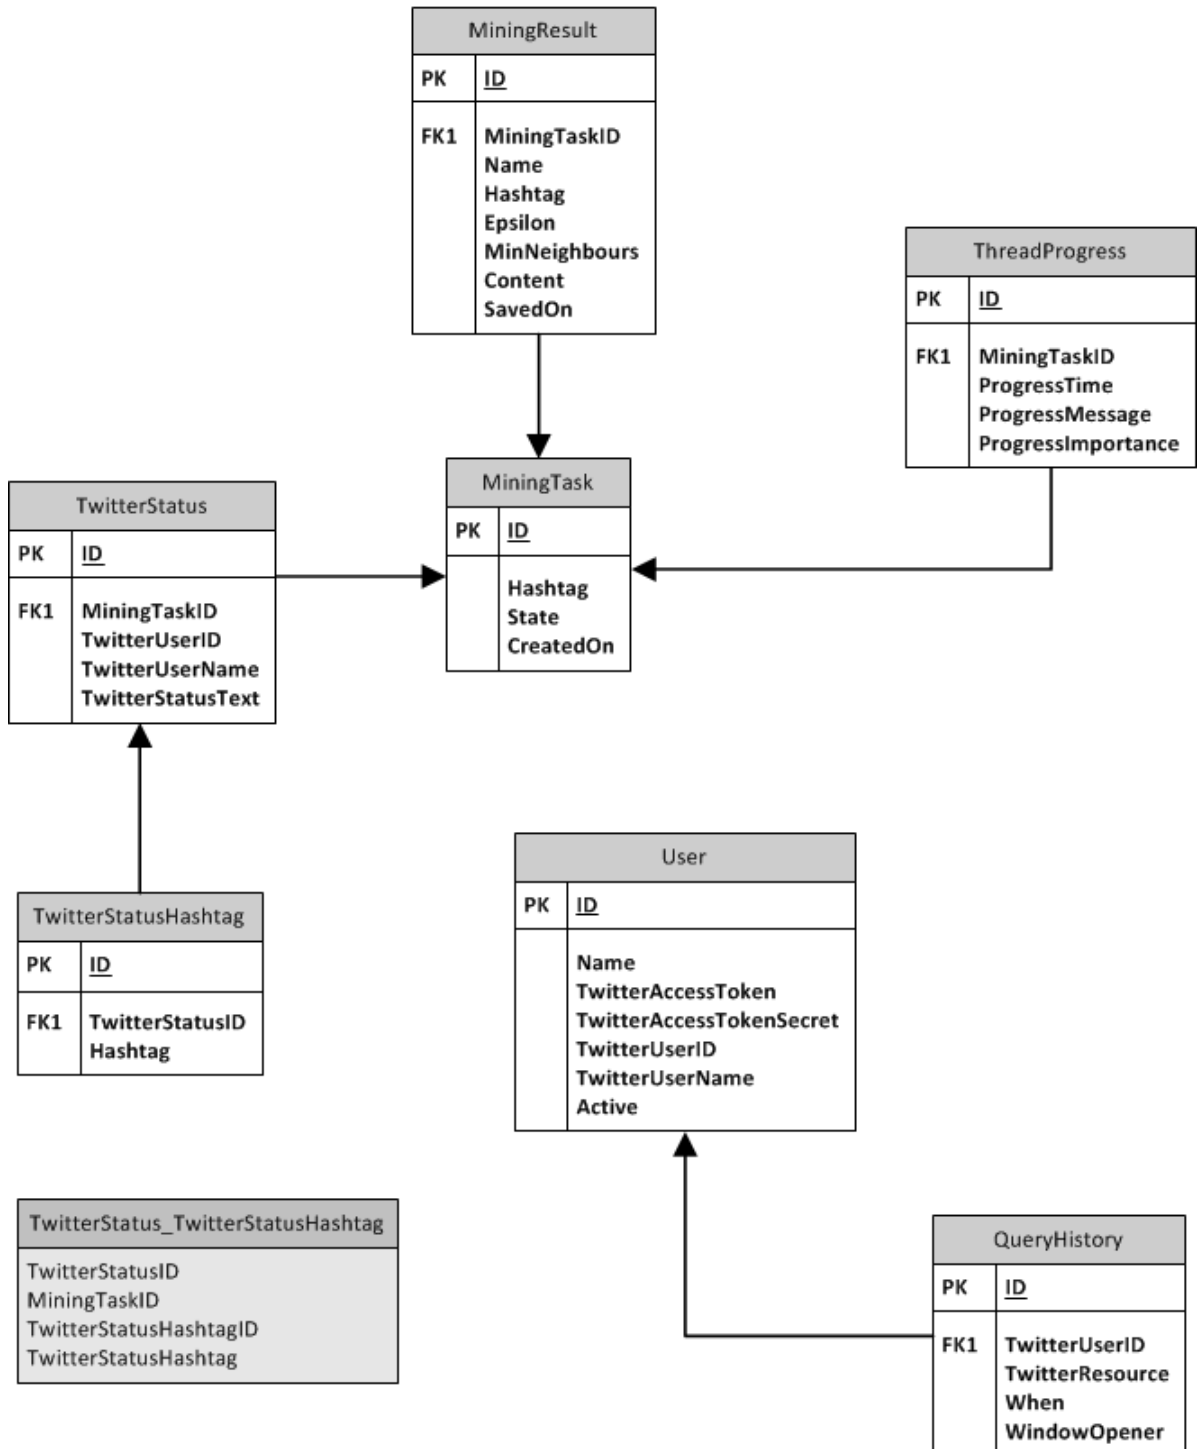 MiningResult
PK ID
FK1 MiningTaskID
Name
Hashtag
Epsilon
MinNeighbours
Content
SavedOn
ThreadProgress
PK ID
FK1 MiningTaskID
ProgressTime
ProgressMessage
ProgressImportance
MiningTask
PK ID
Hashtag
State
CreatedOn
TwitterStatus
PK ID
FK1 MiningTaskID
TwitterUserID
TwitterUserName
TwitterStatusText
User
PK ID
Name
TwitterAccessToken
TwitterAccessTokenSecret
TwitterUserID
TwitterUserName
Active
TwitterStatusHashtag
PK ID
FK1 TwitterStatusID
Hashtag
TwitterStatus_TwitterStatusHashtag
TwitterStatusID
MiningTaskID
TwitterStatusHashtagID
TwitterStatusHashtag
QueryHistory
PK ID
FK1 TwitterUserID
TwitterResource
When
WindowOpener